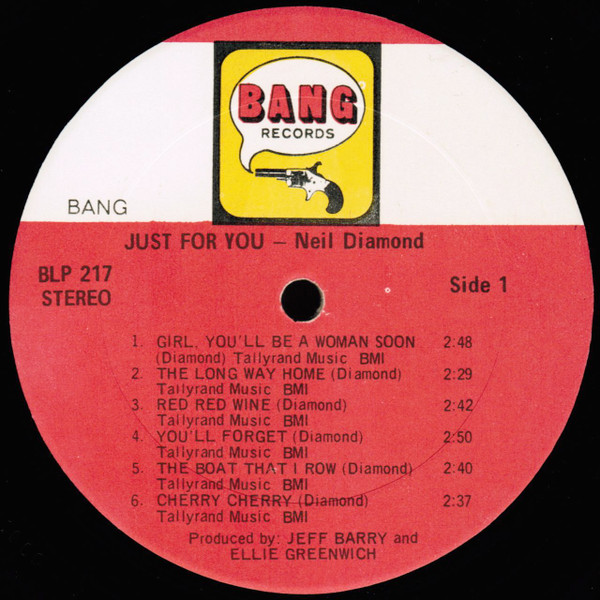 BANG
RECORDS
BANG
JUST FOR YOU – Neil Diamond
BLP 217
STEREO
Side 1
1. GIRL, YOU'LL BE A WOMAN SOON 2:48
(Diamond) Tallyrand Music BMI
2. THE LONG WAY HOME (Diamond) 2:29
Tallyrand Music BMI
3. RED RED WINE (Diamond) 2:42
Tallyrand Music BMI
4. YOU'LL FORGET (Diamond) 2:50
Tallyrand Music BMI
5. THE BOAT THAT I ROW (Diamond) 2:40
Tallyrand Music BMI
6. CHERRY CHERRY (Diamond) 2:37
Tallyrand Music BMI
Produced by: JEFF BARRY and
ELLIE GREENWICH